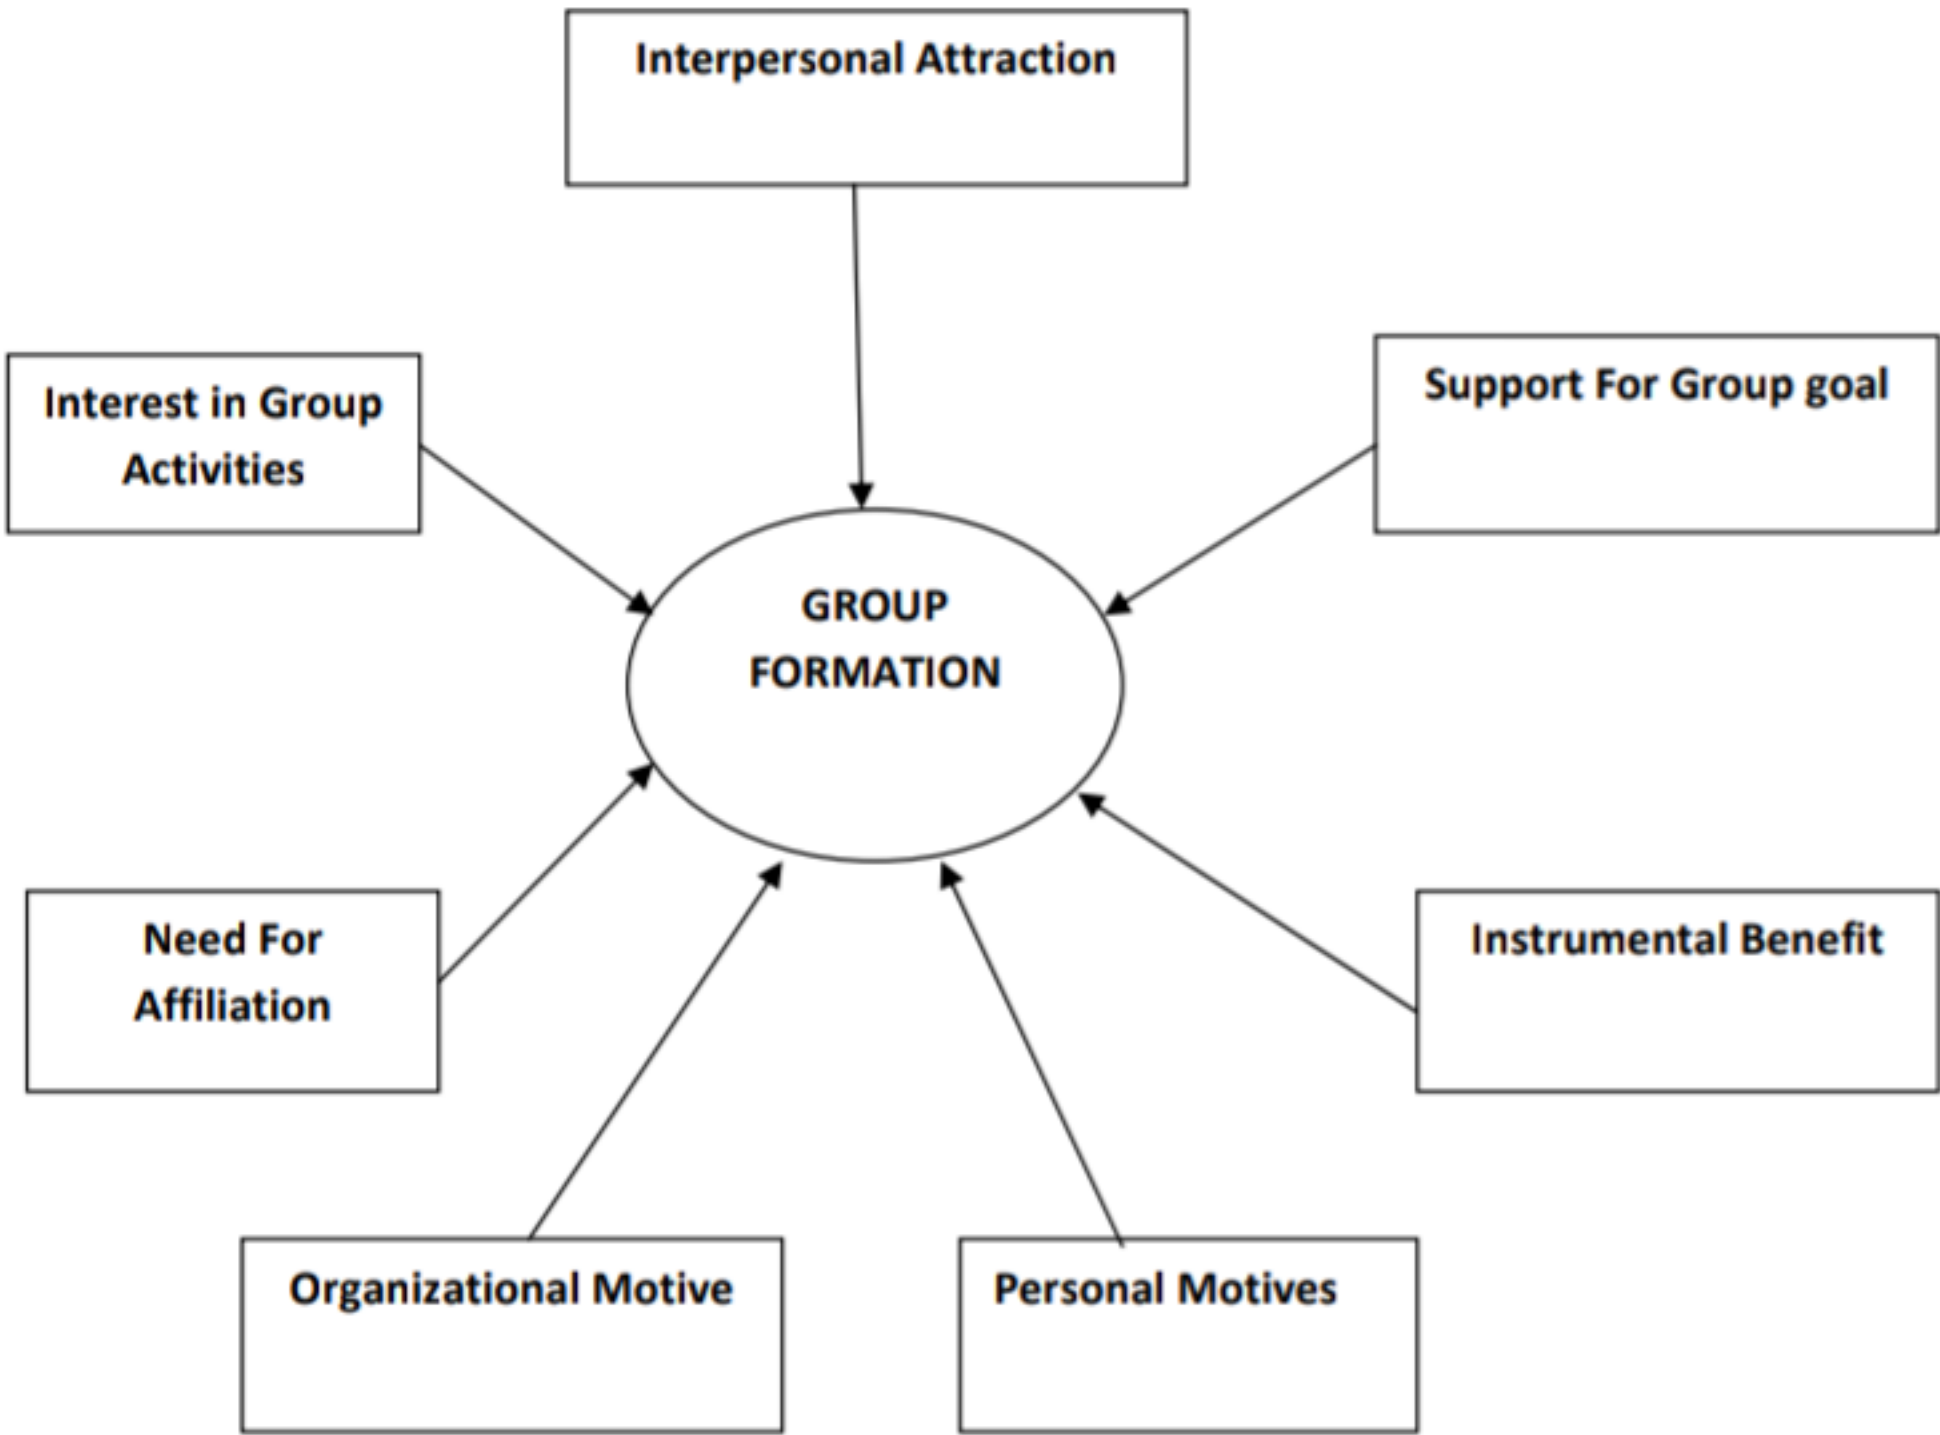 Interpersonal Attraction
Support For Group goal
Interest in Group
Activities
GROUP
FORMATION
Need For
Affiliation
Instrumental Benefit
Organizational Motive
Personal Motives